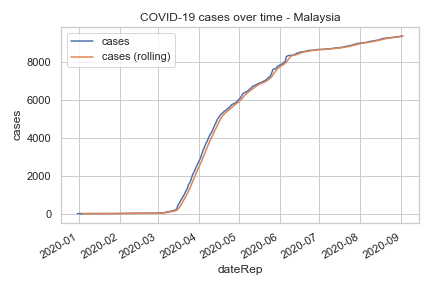 COVID-19 cases over time - Malaysia
cases
cases (rolling)
8000
6000
4000
2000
0
cases
2020-01
2020-02
2020-03
2020-04
2020-05
2020-06
2020-07
2020-08
2020-09
dateRep